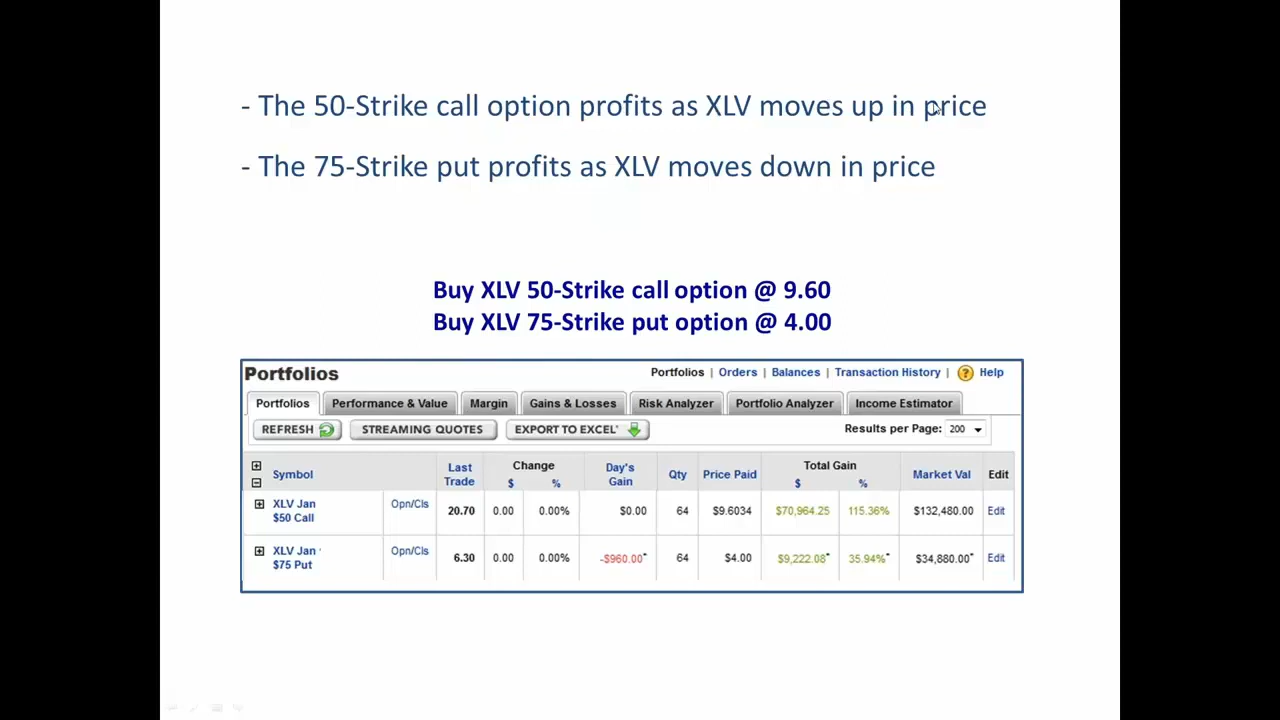 - The 50-Strike call option profits as XLV moves up in price
- The 75-Strike put profits as XLV moves down in price
Buy XLV 50-Strike call option @ 9.60
Buy XLV 75-Strike put option @ 4.00
Portfolios
Portfolios | Orders | Balances | Transaction History | ? Help
Portfolios Performance & Value Margin Gains & Losses Risk Analyzer Portfolio Analyzer Income Estimator
REFRESH STREAMING QUOTES EXPORT TO EXCEL' Results per Page: 200
Symbol Last Trade Change $ % Day's Gain Qty Price Paid Total Gain $ % Market Val Edit
XLV Jan $50 Call Opn/Cls 20.70 0.00 0.00% $0.00 64 $9.6034 $70,964.25 115.36% $132,480.00 Edit
XLV Jan $75 Put Opn/Cls 6.30 0.00 0.00% -$960.00* 64 $4.00 $9,222.08* 35.94%* $34,880.00* Edit